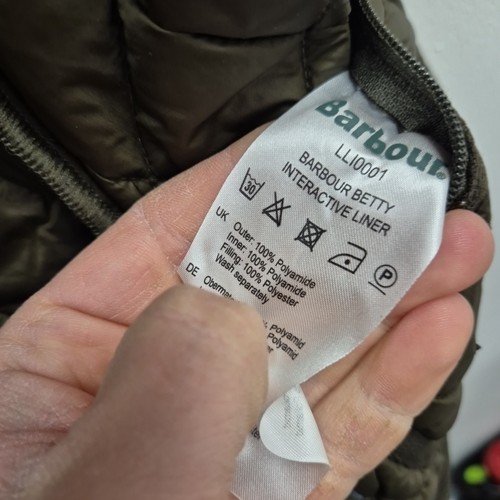 Barbour
LLI0001
BARBOUR BETTY
INTERACTIVE LINER
30
P
UK Outer: 100% Polyamide
Inner: 100% Polyamide
Filling: 100% Polyester
Wash separately
DE
Polyamid
Polyamid